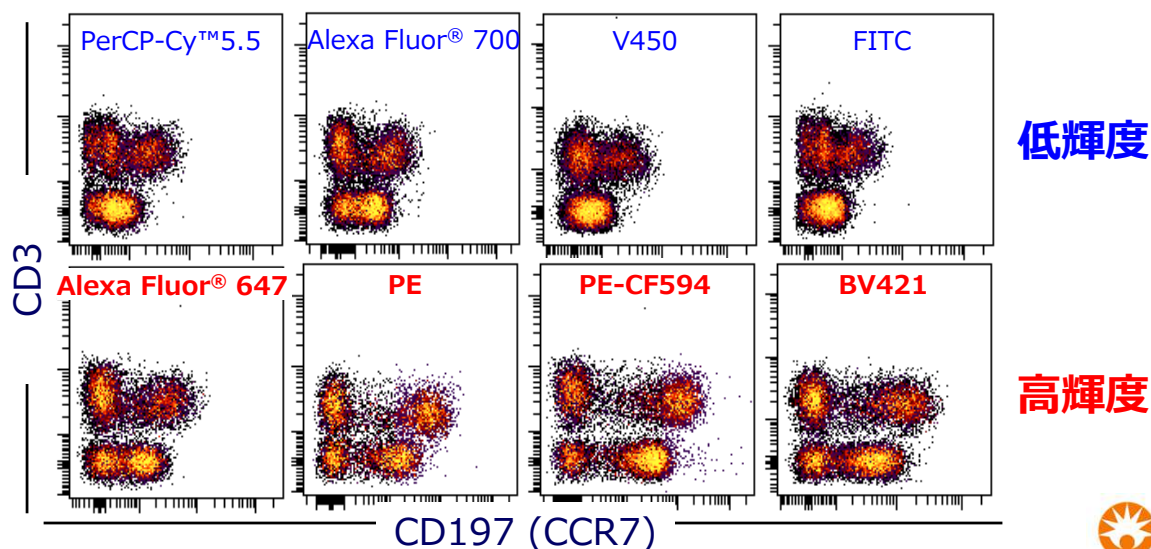 PerCP-Cy™5.5
Alexa Fluor® 700
V450
FITC
低輝度
Alexa Fluor® 647
PE
PE-CF594
BV421
高輝度
CD3
CD197 (CCR7)